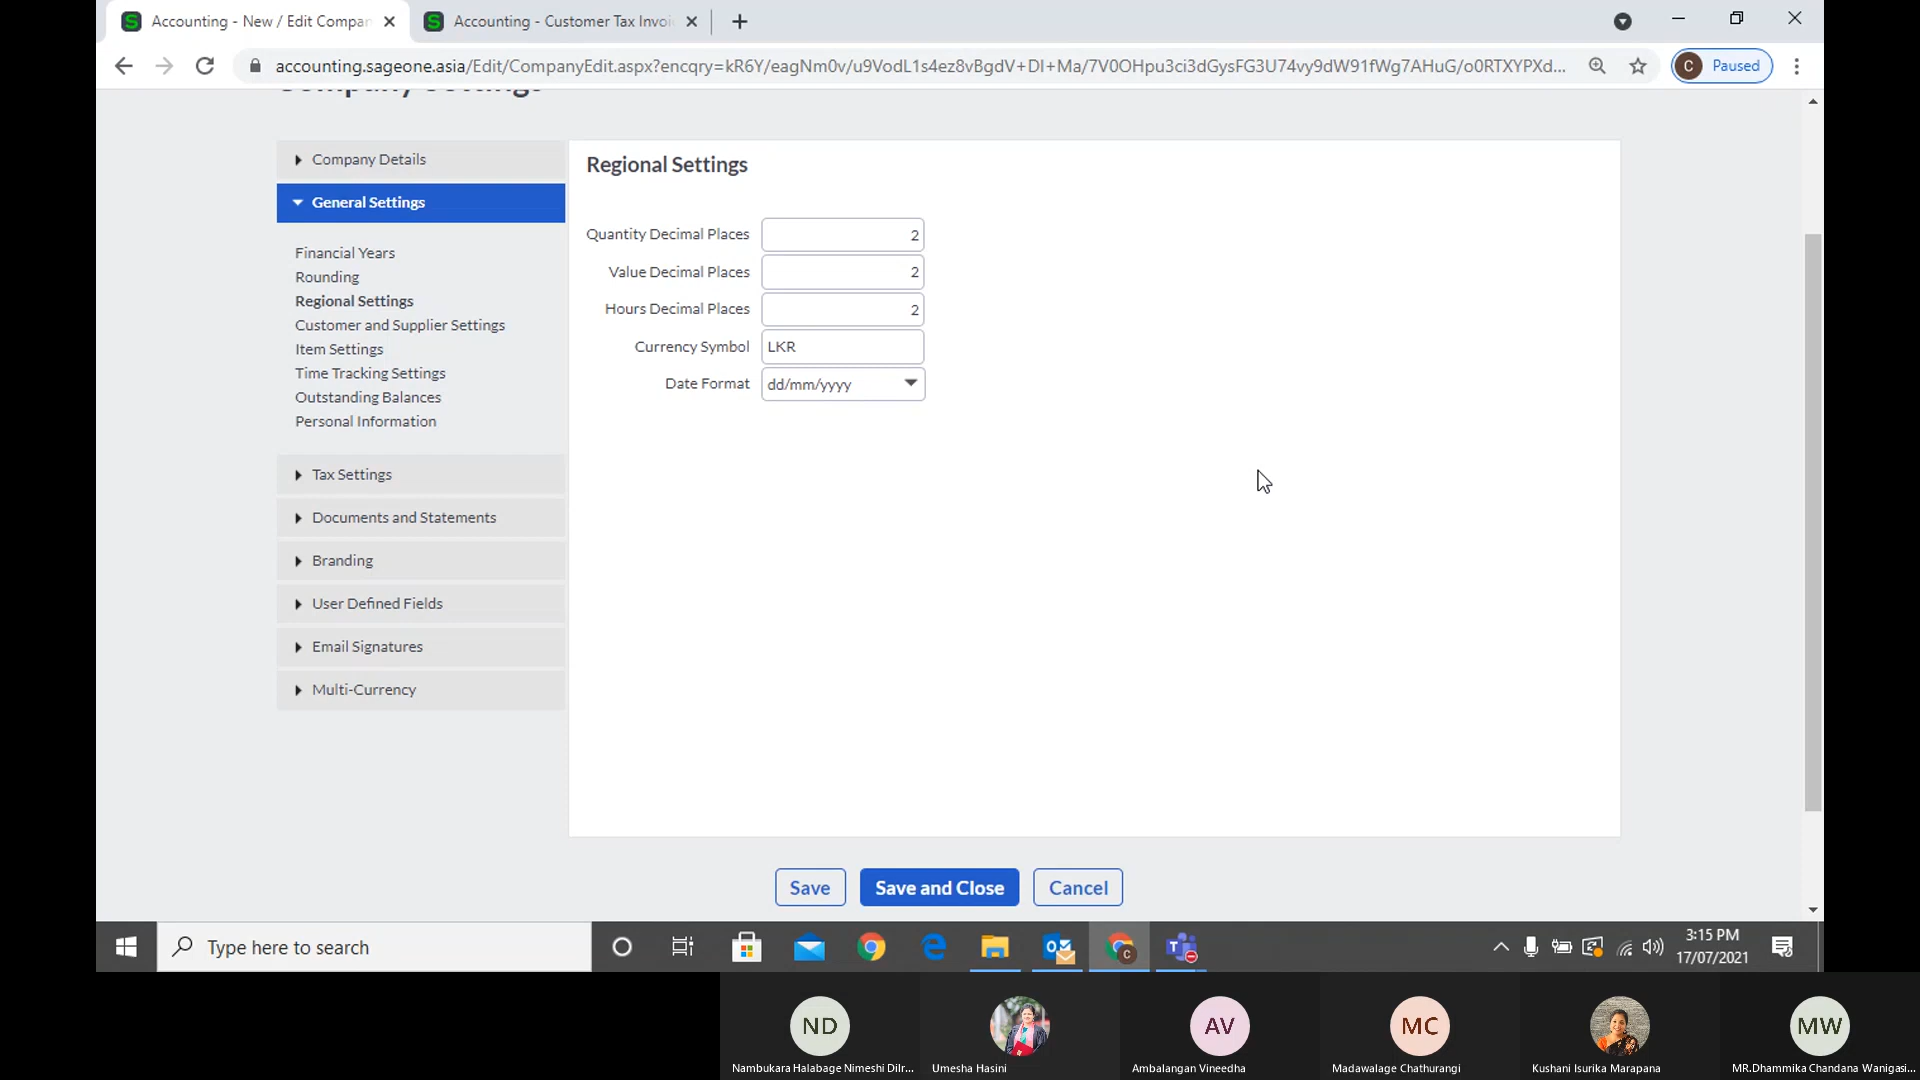 Accounting - New / Edit Compan
Accounting - Customer Tax Invoi
accounting.sageone.asia/Edit/CompanyEdit.aspx?encqry=kR6Y/eagNm0v/u9VodL1s4ez8vBgdV+DI+Ma/7V0OHpu3ci3dGysFG3U74vy9dW91fWg7AHuG/o0RTXYPXd...
C
Paused
Company Settings
Company Details
General Settings
Financial Years
Rounding
Regional Settings
Customer and Supplier Settings
Item Settings
Time Tracking Settings
Outstanding Balances
Personal Information
Tax Settings
Documents and Statements
Branding
User Defined Fields
Email Signatures
Multi-Currency
Regional Settings
Quantity Decimal Places 2
Value Decimal Places 2
Hours Decimal Places 2
Currency Symbol LKR
Date Format dd/mm/yyyy
Save
Save and Close
Cancel
Type here to search
3:15 PM
17/07/2021
ND
AV
MC
MW
Nambukara Halabage Nimeshi Dilr...
Umesha Hasini
Ambalangan Vineedha
Madawalage Chathurangi
Kushani Isurika Marapana
MR.Dhammika Chandana Wanigasi...